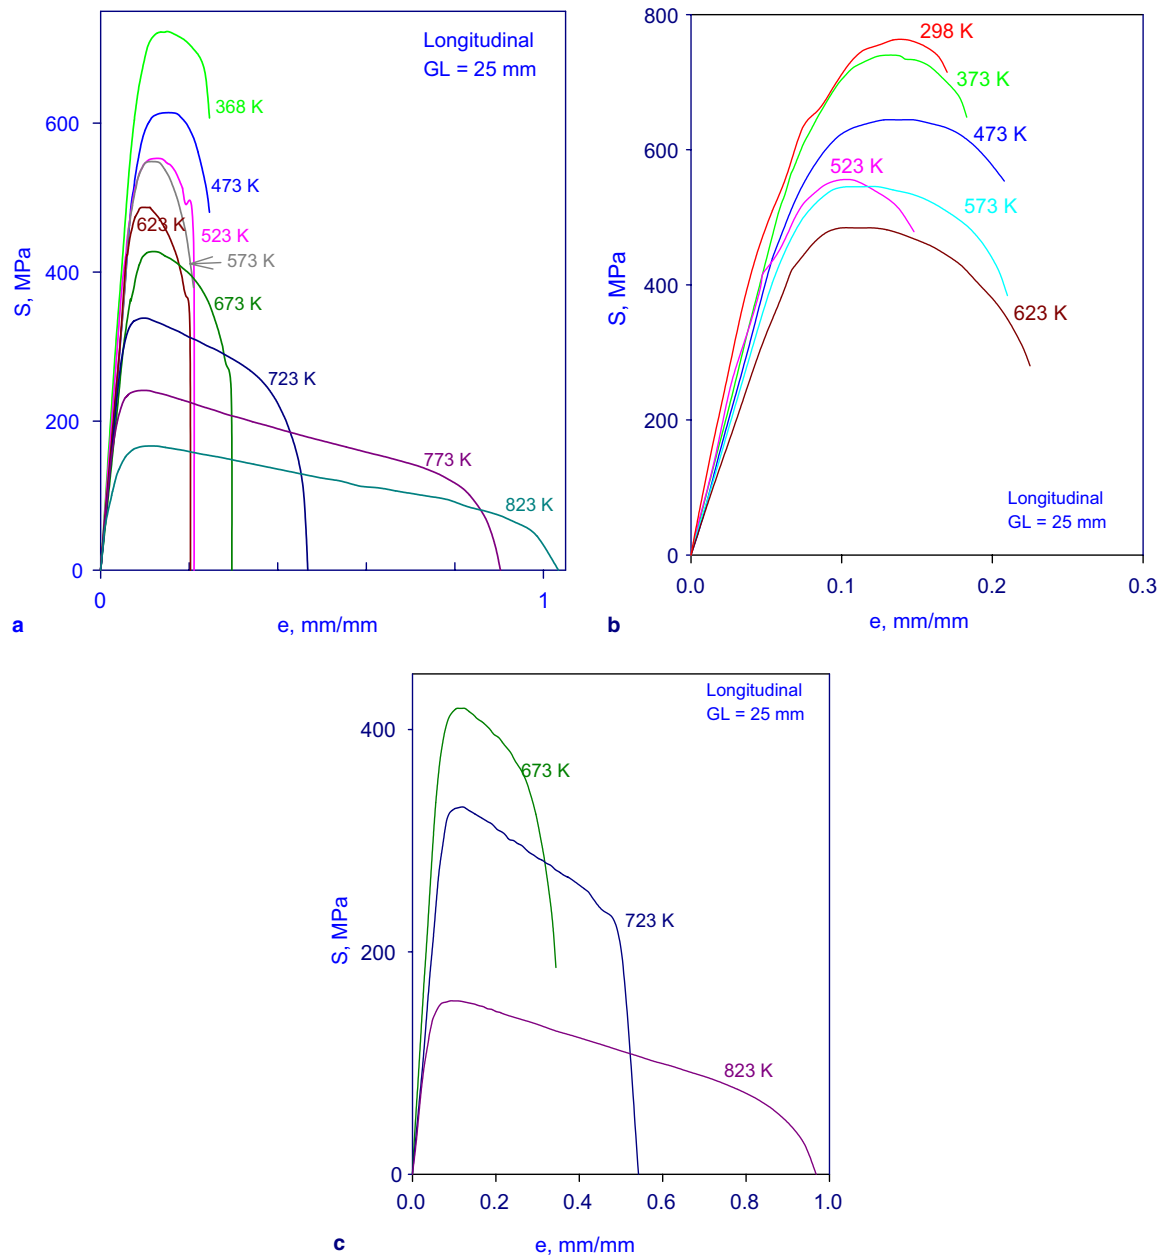 Longitudinal
GL = 25 mm
368 K
600
473 K
623 K
523 K
573 K
400
673 K
723 K
200
773 K
823 K
0
0
1
S, MPa
e, mm/mm
a
800
298 K
373 K
600
473 K
523 K
573 K
400
623 K
200
Longitudinal
GL = 25 mm
0
0.0
0.1
0.2
0.3
S, MPa
e, mm/mm
b
Longitudinal
GL = 25 mm
400
673 K
723 K
200
823 K
0
0.0
0.2
0.4
0.6
0.8
1.0
S, MPa
e, mm/mm
c